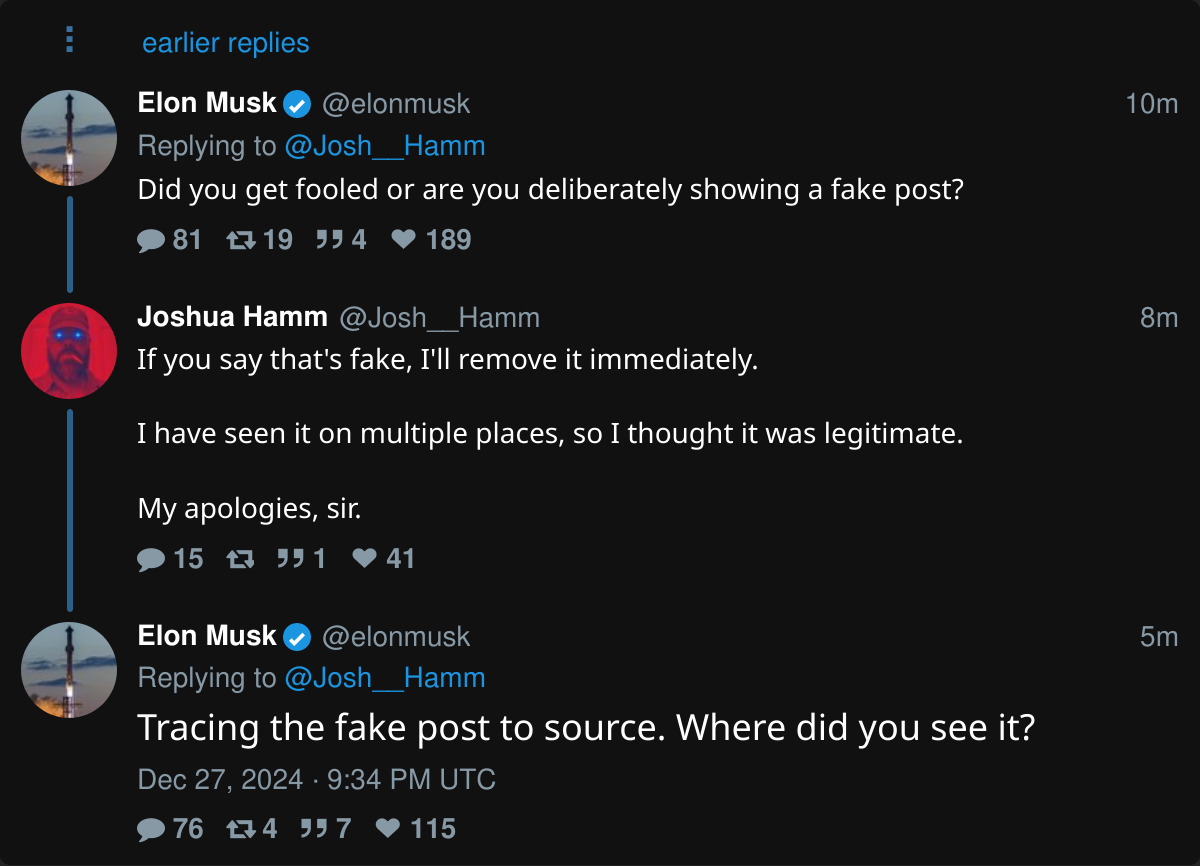 earlier replies
Elon Musk @elonmusk 10m
Replying to @Josh__Hamm
Did you get fooled or are you deliberately showing a fake post?
81 19 4 189
Joshua Hamm @Josh__Hamm 8m
If you say that's fake, I'll remove it immediately.
I have seen it on multiple places, so I thought it was legitimate.
My apologies, sir.
15 1 41
Elon Musk @elonmusk 5m
Replying to @Josh__Hamm
Tracing the fake post to source. Where did you see it?
Dec 27, 2024 · 9:34 PM UTC
76 4 7 115